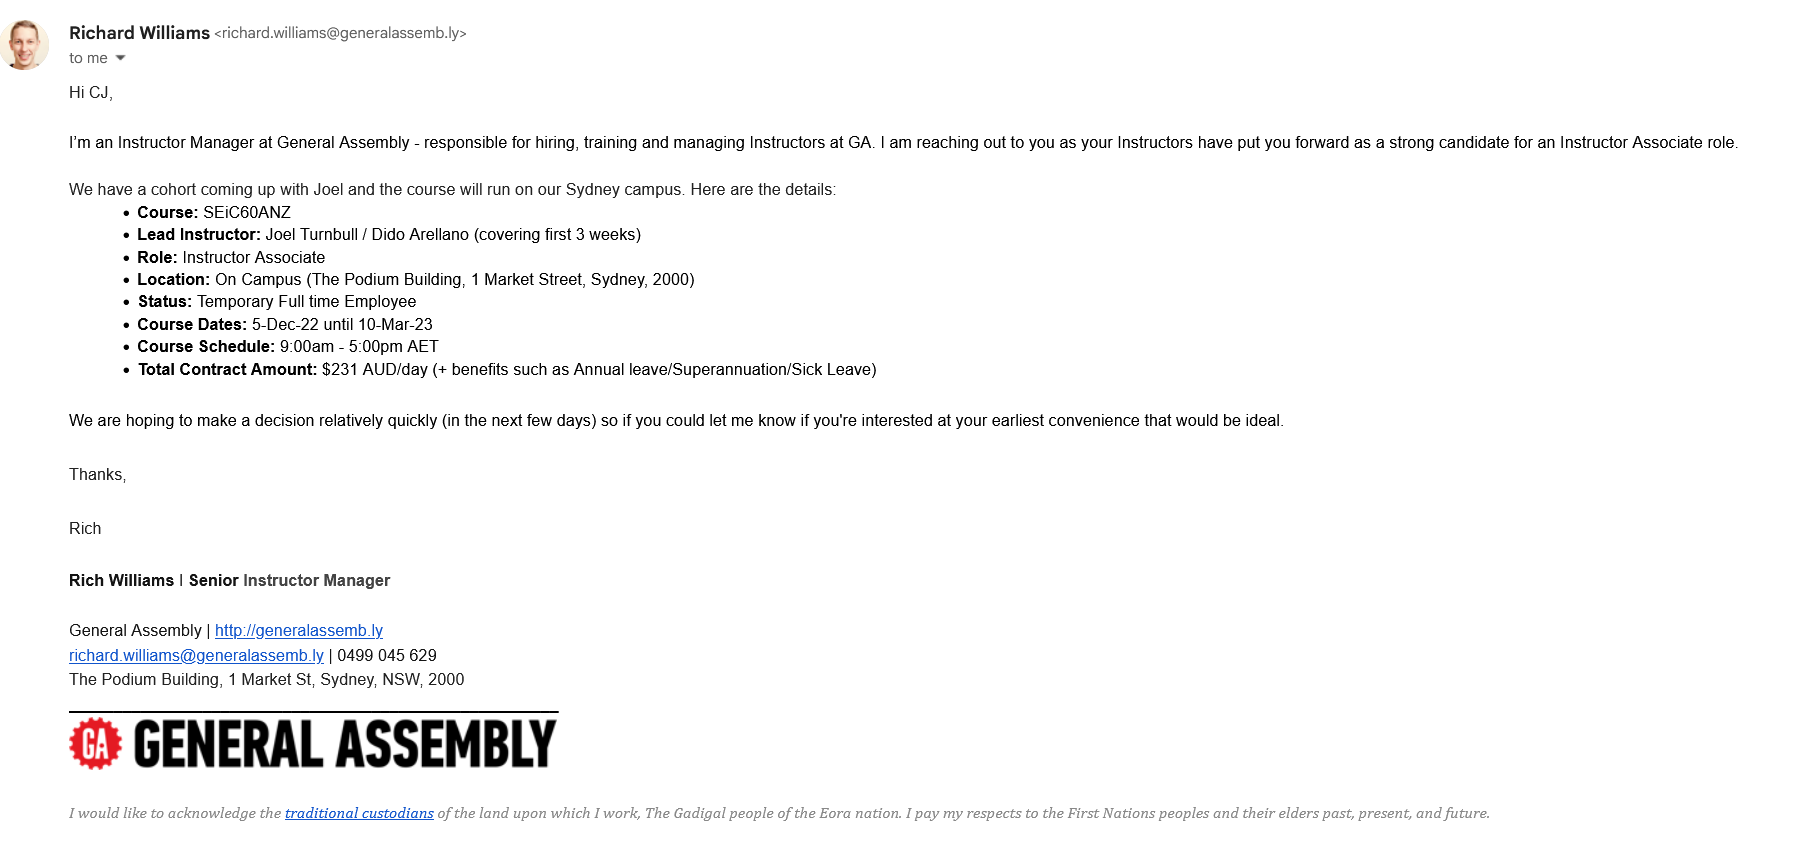 Richard Williams <richard.williams@generalassemb.ly>
to me
Hi CJ,
I’m an Instructor Manager at General Assembly - responsible for hiring, training and managing Instructors at GA. I am reaching out to you as your Instructors have put you forward as a strong candidate for an Instructor Associate role.
We have a cohort coming up with Joel and the course will run on our Sydney campus. Here are the details:
• Course: SEiC60ANZ
• Lead Instructor: Joel Turnbull / Dido Arellano (covering first 3 weeks)
• Role: Instructor Associate
• Location: On Campus (The Podium Building, 1 Market Street, Sydney, 2000)
• Status: Temporary Full time Employee
• Course Dates: 5-Dec-22 until 10-Mar-23
• Course Schedule: 9:00am - 5:00pm AET
• Total Contract Amount: $231 AUD/day (+ benefits such as Annual leave/Superannuation/Sick Leave)
We are hoping to make a decision relatively quickly (in the next few days) so if you could let me know if you're interested at your earliest convenience that would be ideal.
Thanks,
Rich
Rich Williams | Senior Instructor Manager
General Assembly | http://generalassemb.ly
richard.williams@generalassemb.ly | 0499 045 629
The Podium Building, 1 Market St, Sydney, NSW, 2000
GA GENERAL ASSEMBLY
I would like to acknowledge the traditional custodians of the land upon which I work, The Gadigal people of the Eora nation. I pay my respects to the First Nations peoples and their elders past, present, and future.